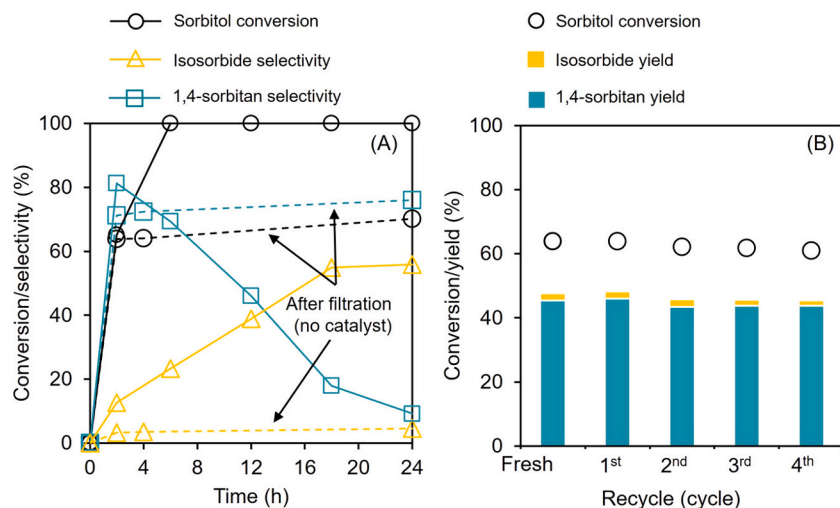 Sorbitol conversion
Isosorbide selectivity
1,4-sorbitan selectivity
(A)
Conversion/selectivity (%)
100
80
60
40
20
0
After filtration
(no catalyst)
0
4
8
12
16
20
24
Time (h)
Sorbitol conversion
Isosorbide yield
1,4-sorbitan yield
(B)
Conversion/yield (%)
100
80
60
40
20
0
Fresh
1st
2nd
3rd
4th
Recycle (cycle)